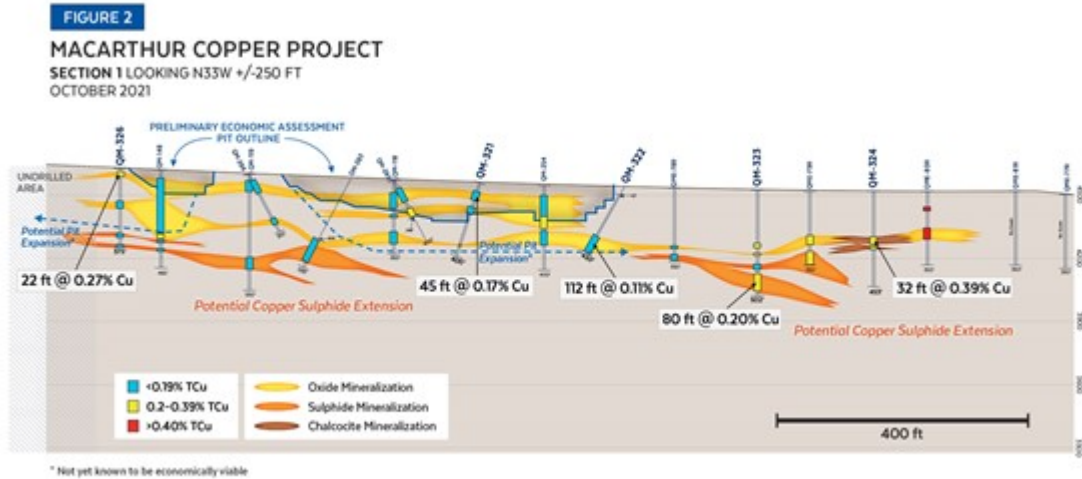 FIGURE 2
MACARTHUR COPPER PROJECT
SECTION 1 LOOKING N33W +/-250 FT
OCTOBER 2021
PRELIMINARY ECONOMIC ASSESSMENT
PIT OUTLINE
QM-326
QM-321
QM-322
QM-323
QM-324
UNDRILLED
AREA
Potential Pit
Expansion*
Potential Pit
Expansion*
22 ft @ 0.27% Cu
45 ft @ 0.17% Cu
112 ft @ 0.11% Cu
32 ft @ 0.39% Cu
80 ft @ 0.20% Cu
Potential Copper Sulphide Extension
Potential Copper Sulphide Extension
<0.19% TCu
0.2-0.39% TCu
>0.40% TCu
Oxide Mineralization
Sulphide Mineralization
Chalcocite Mineralization
400 ft
* Not yet known to be economically viable